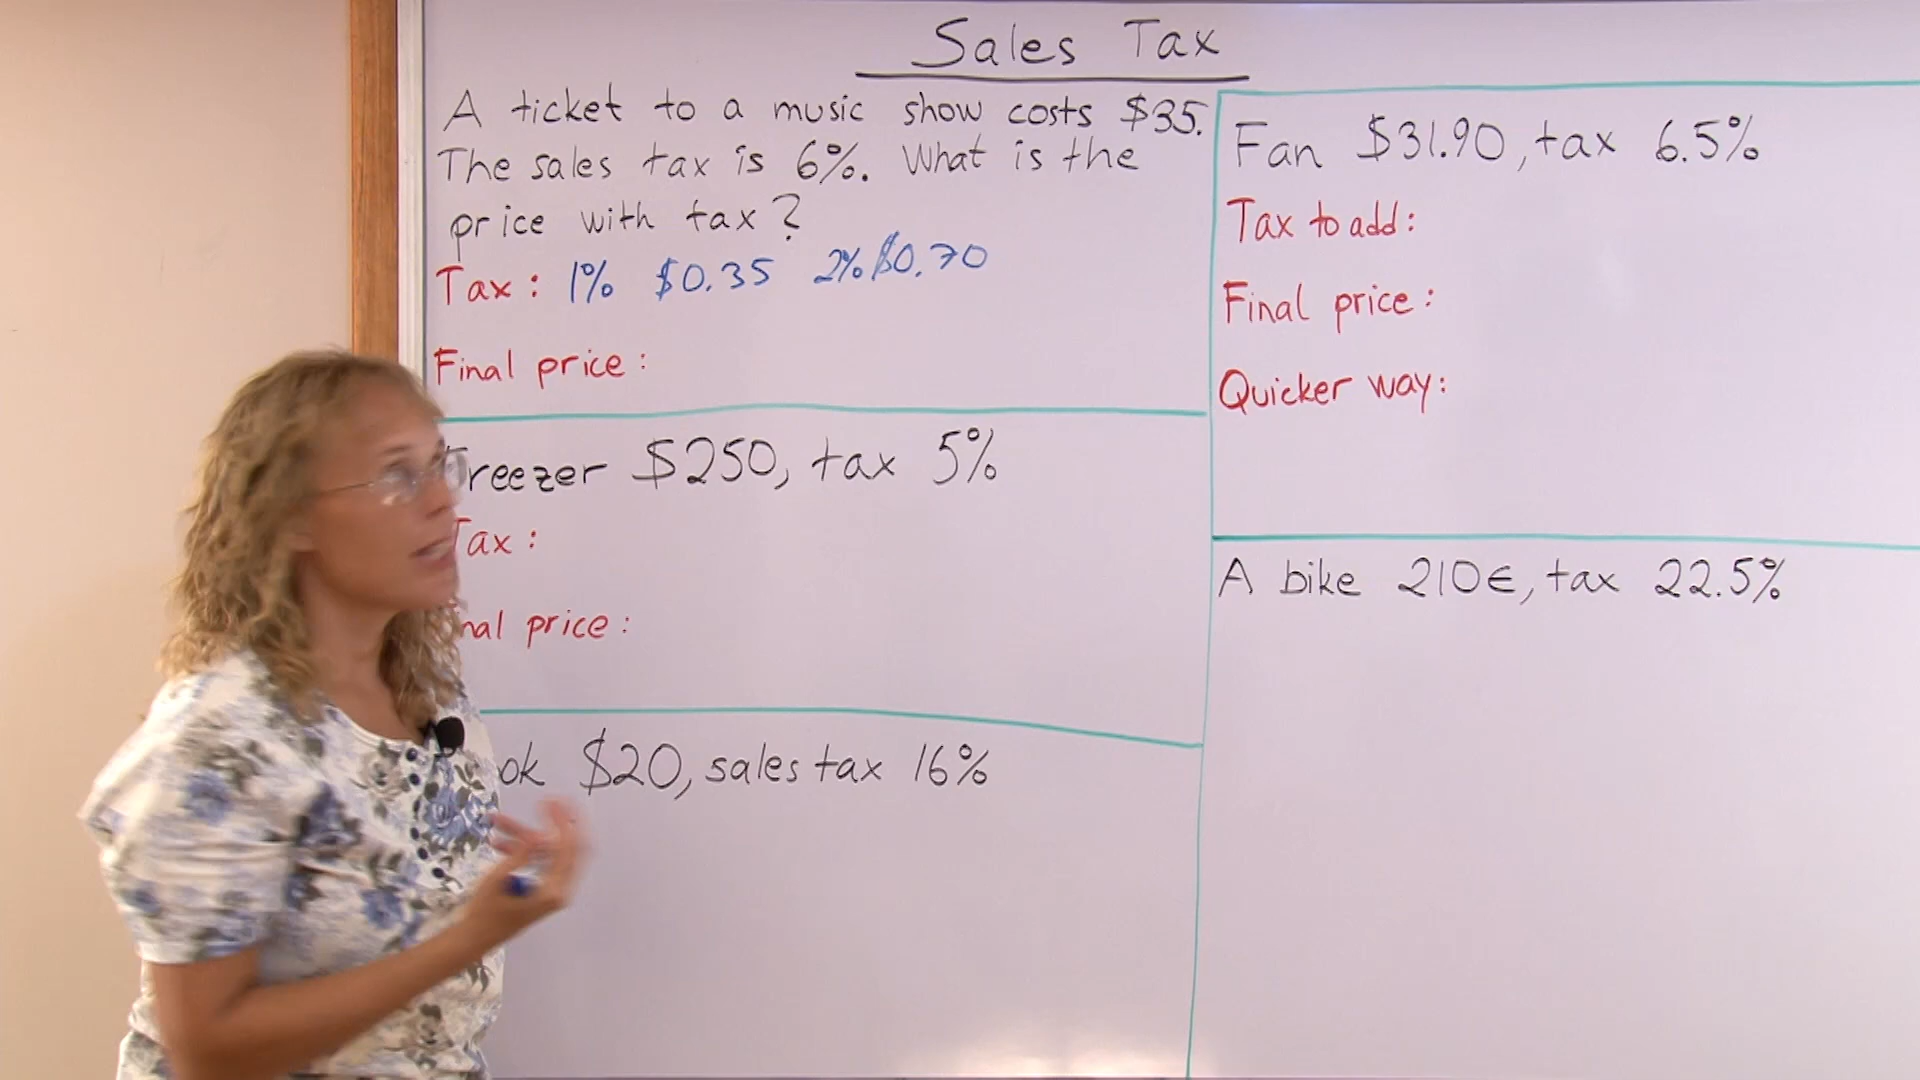 Sales Tax
A ticket to a music show costs $35.
The sales tax is 6%. What is the
price with tax?
Tax: 1% $0.35 2% $0.70
Final price:
reezer $250, tax 5%
Tax:
nal price:
ok $20, sales tax 16%
Fan $31.90, tax 6.5%
Tax to add:
Final price:
Quicker way:
A bike 210€, tax 22.5%